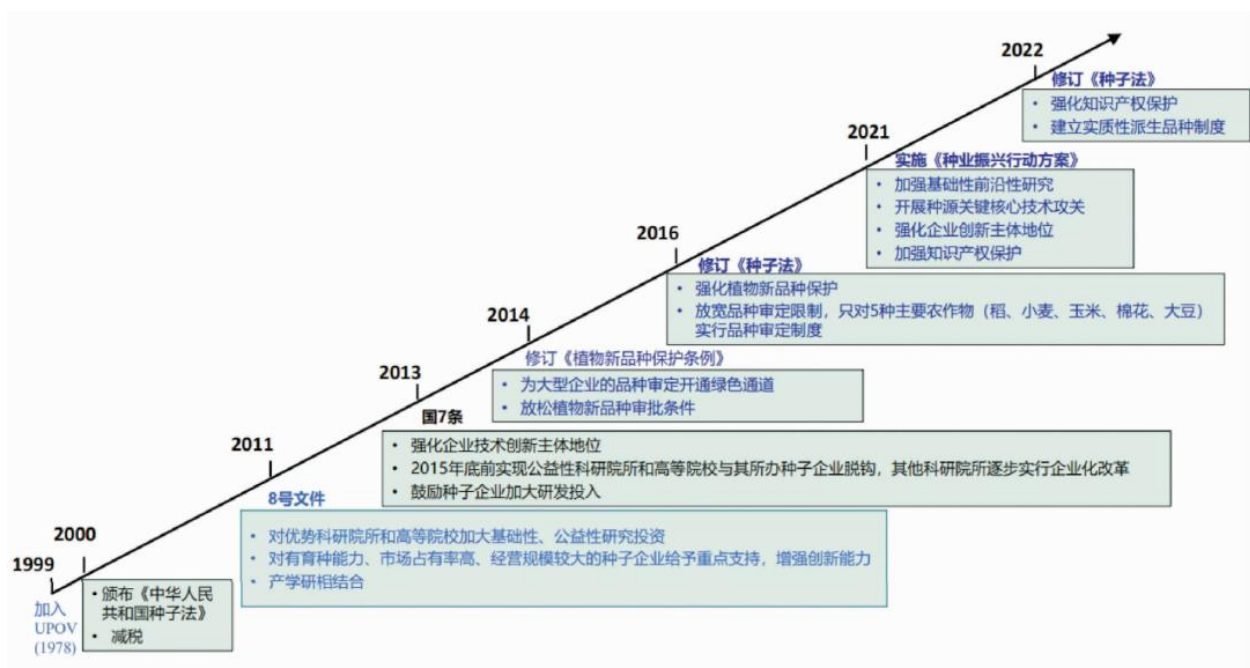 2022
修订《种子法》
• 强化知识产权保护
• 建立实质性派生品种制度
2021
实施《种业振兴行动方案》
• 加强基础性前沿性研究
• 开展种源关键核心技术攻关
• 强化企业创新主体地位
• 加强知识产权保护
2016
修订《种子法》
• 强化植物新品种保护
• 放宽品种审定限制，只对5种主要农作物（稻、小麦、玉米、棉花、大豆）
实行品种审定制度
2014
修订《植物新品种保护条例》
• 为大型企业的品种审定开通绿色通道
• 放松植物新品种审批条件
2013
国7条
• 强化企业技术创新主体地位
• 2015年底前实现公益性科研院所和高等院校与其所办种子企业脱钩，其他科研院所逐步实行企业化改革
• 鼓励种子企业加大研发投入
2011
8号文件
• 对优势科研院所和高等院校加大基础性、公益性研究投资
• 对有育种能力、市场占有率高、经营规模较大的种子企业给予重点支持，增强创新能力
• 产学研相结合
2000
• 颁布《中华人民
共和国种子法》
• 减税
1999
加入
UPOV
(1978)